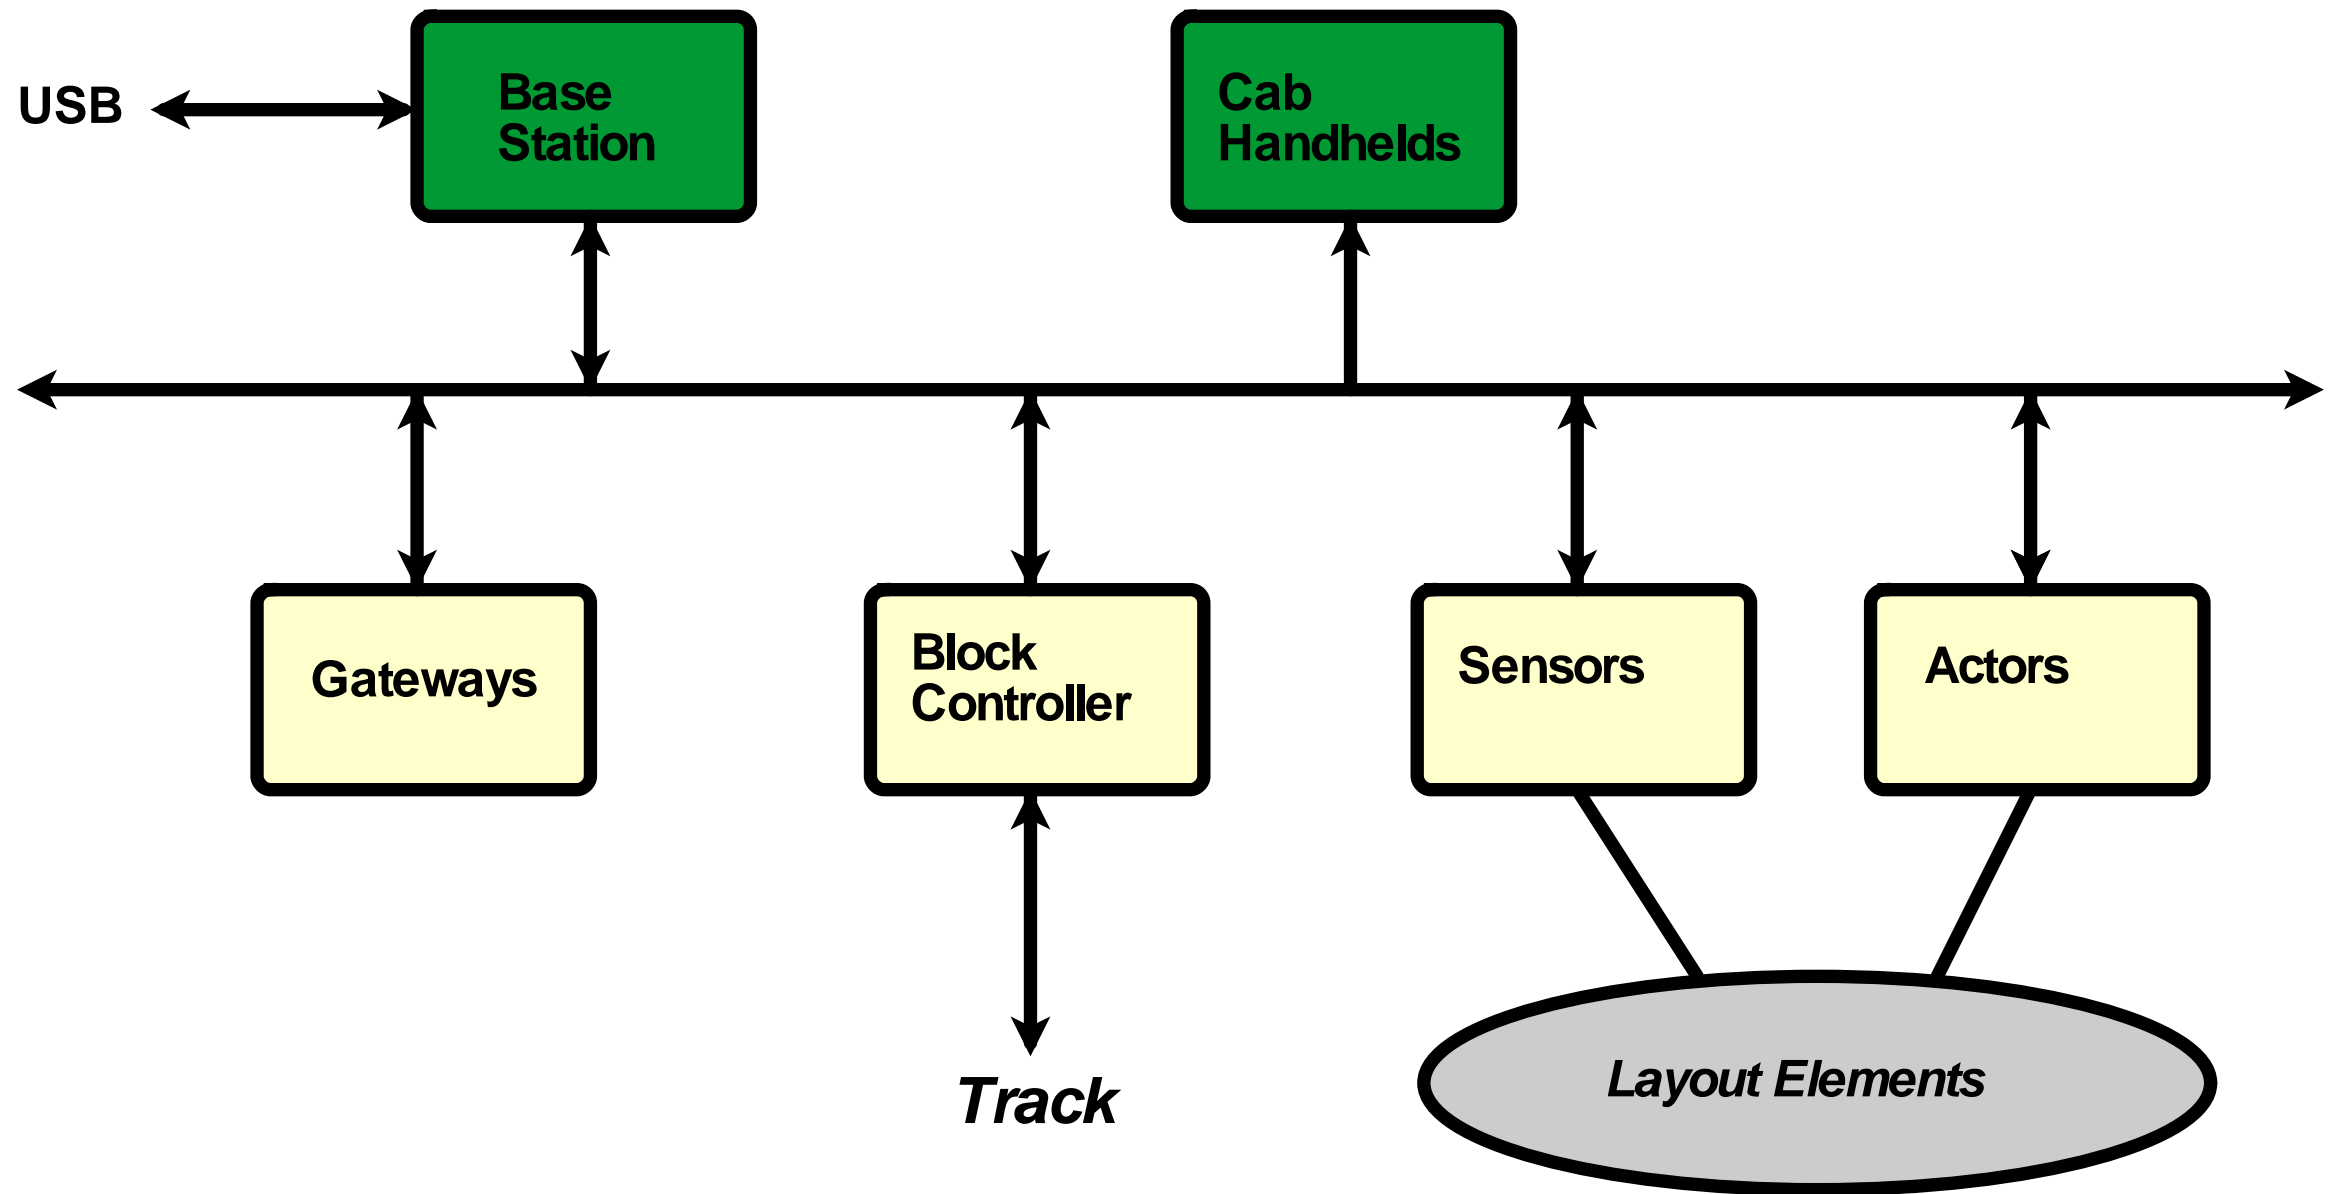 USB
Base
Station
Cab
Handhelds
Gateways
Block
Controller
Sensors
Actors
Track
Layout Elements